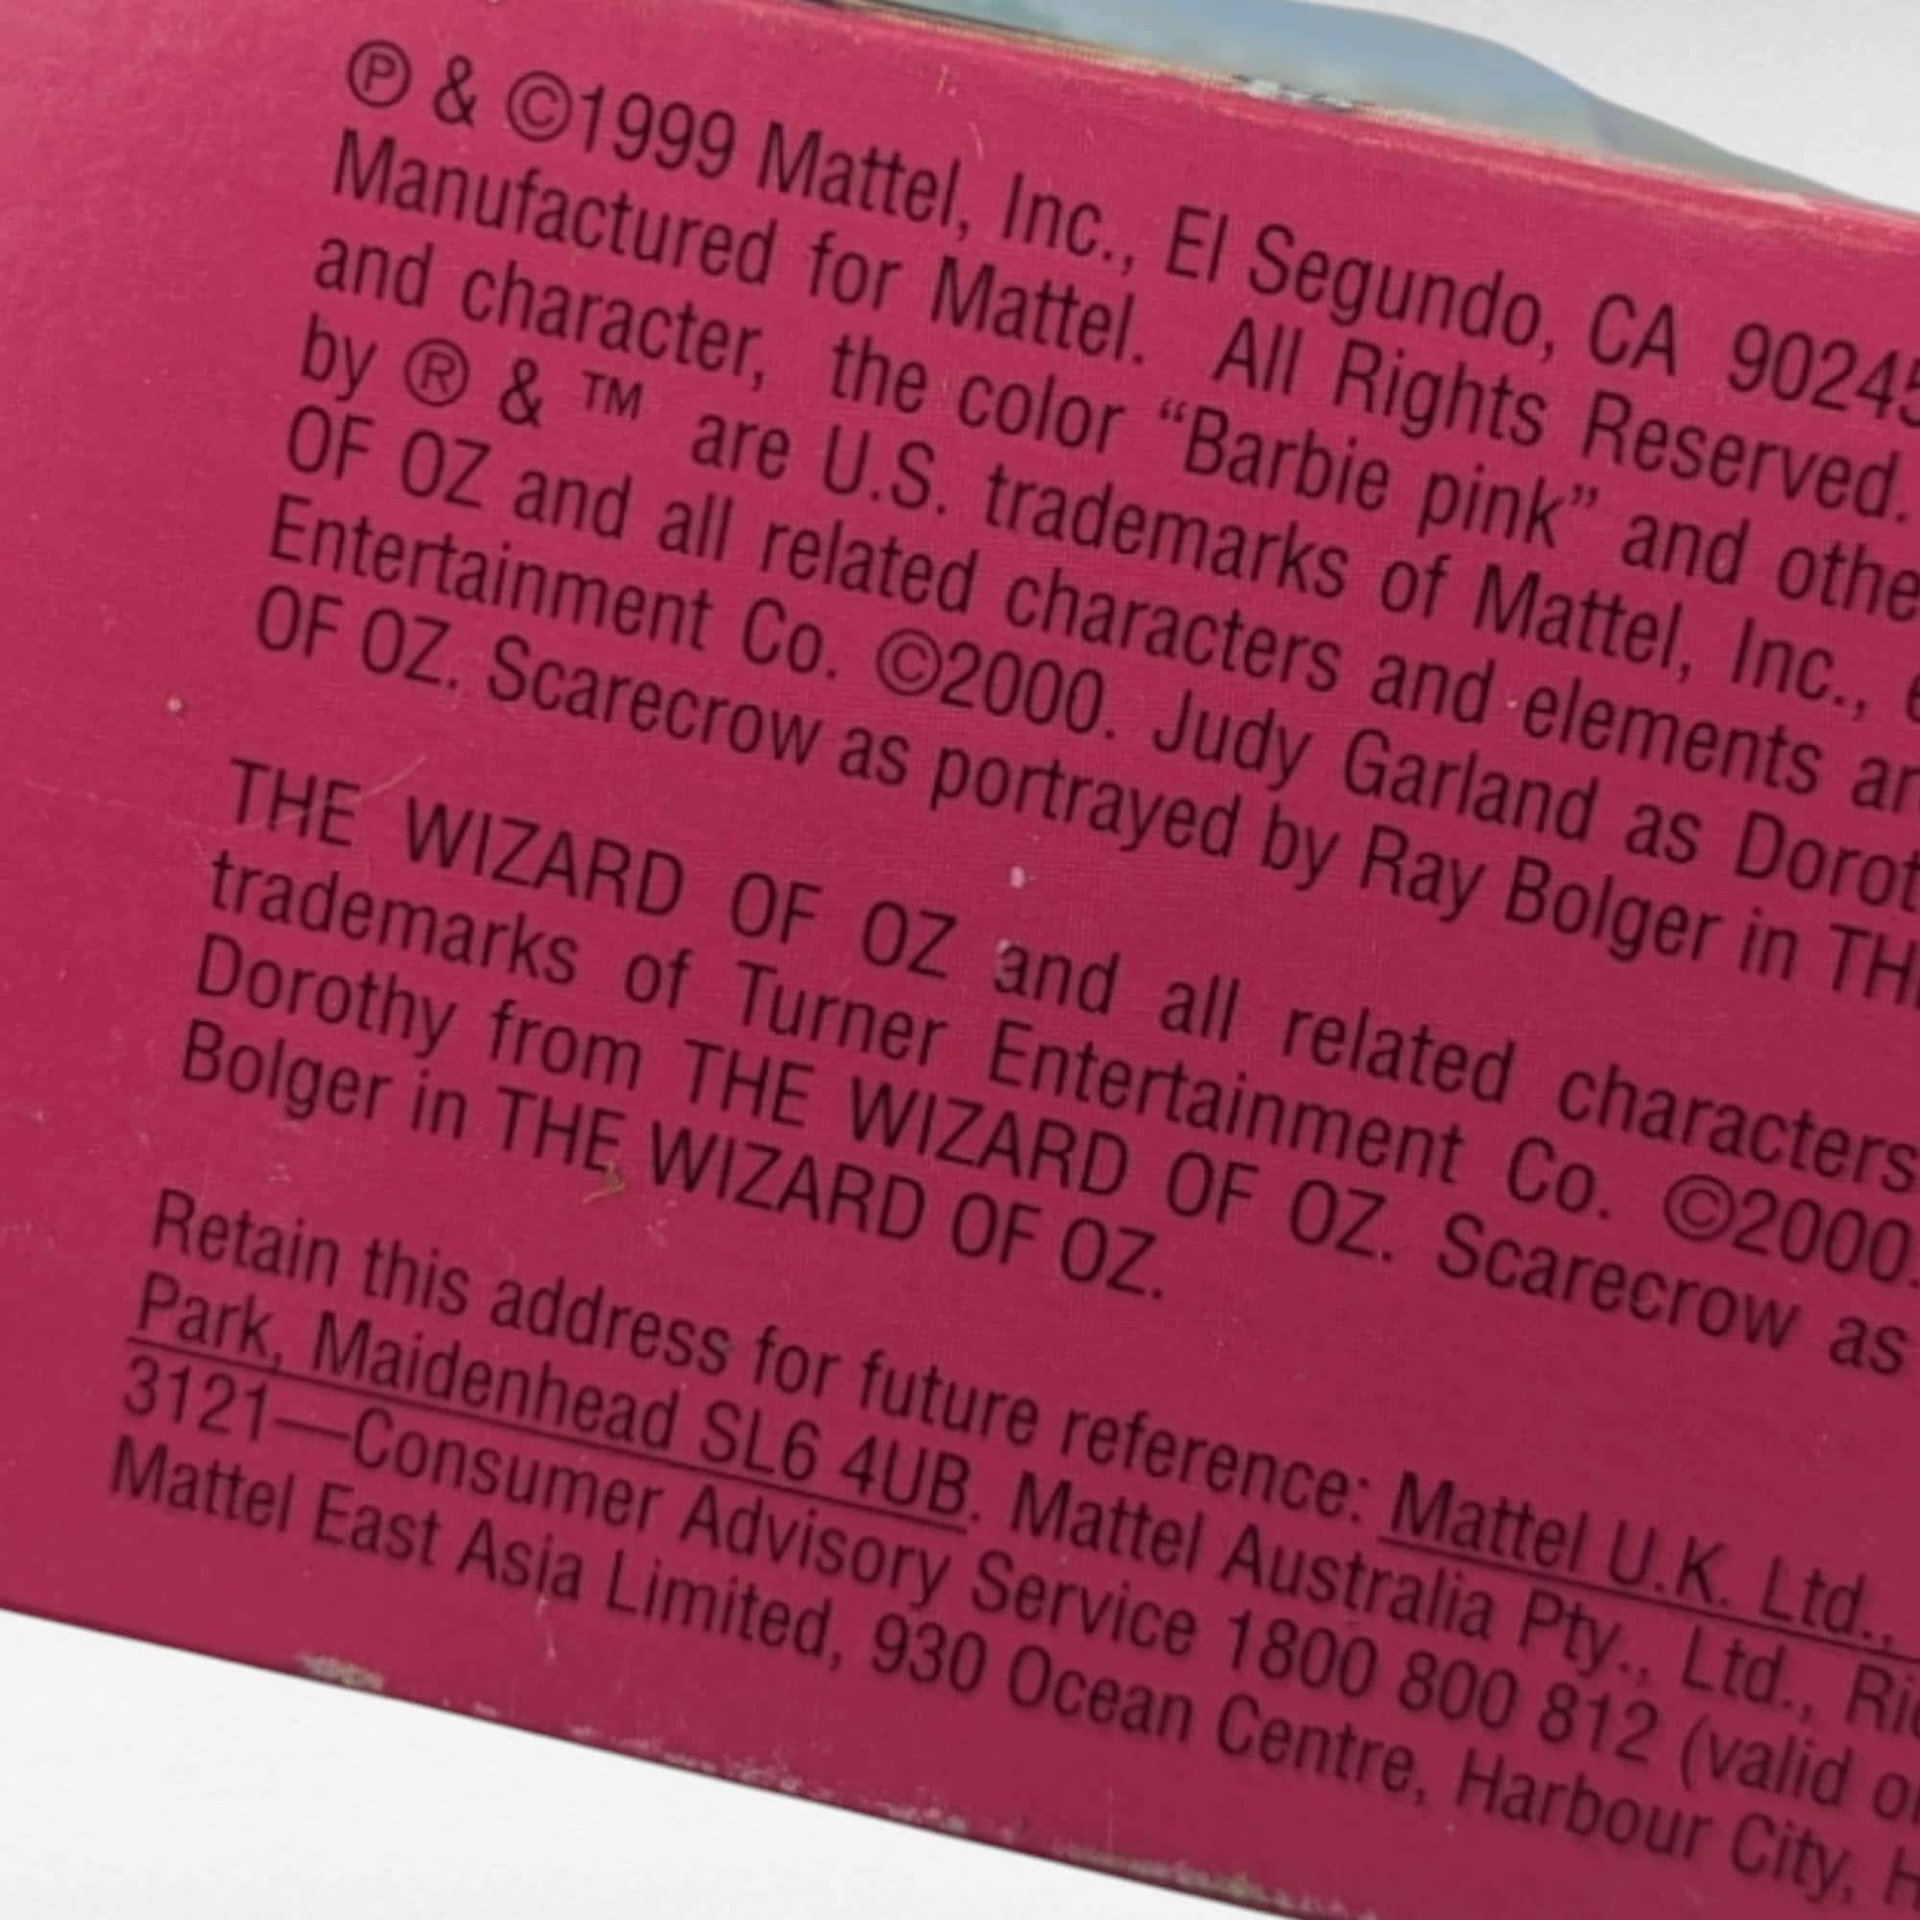 Ⓟ & ©1999 Mattel, Inc., El Segundo, CA 90245
Manufactured for Mattel. All Rights Reserved.
and character, the color “Barbie pink” and othe
by ® & ™ are U.S. trademarks of Mattel, Inc.,
OF OZ and all related characters and elements ar
Entertainment Co. ©2000. Judy Garland as Dorot
OF OZ. Scarecrow as portrayed by Ray Bolger in TH
THE WIZARD OF OZ and all related characters
trademarks of Turner Entertainment Co. ©2000.
Dorothy from THE WIZARD OF OZ. Scarecrow as
Bolger in THE WIZARD OF OZ.
Retain this address for future reference: Mattel U.K. Ltd.,
Park, Maidenhead SL6 4UB. Mattel Australia Pty., Ltd., Ri
3121—Consumer Advisory Service 1800 800 812 (valid o
Mattel East Asia Limited, 930 Ocean Centre, Harbour City, H